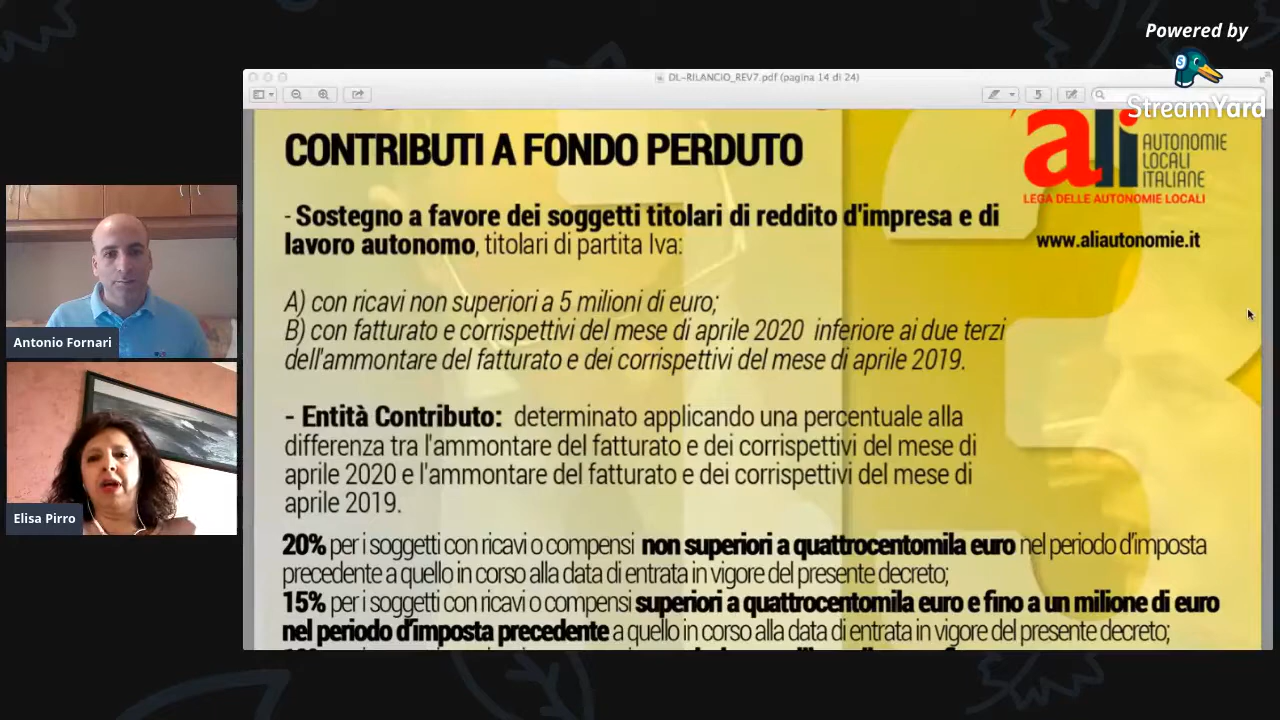 Powered by
StreamYard
DL-RILANCIO_REV7.pdf (pagina 14 di 24)
CONTRIBUTI A FONDO PERDUTO
ali AUTONOMIE
LOCALI
ITALIANE
LEGA DELLE AUTONOMIE LOCALI
www.aliautonomie.it
- Sostegno a favore dei soggetti titolari di reddito d'impresa e di
lavoro autonomo, titolari di partita Iva:
A) con ricavi non superiori a 5 milioni di euro;
B) con fatturato e corrispettivi del mese di aprile 2020 inferiore ai due terzi
dell'ammontare del fatturato e dei corrispettivi del mese di aprile 2019.
- Entità Contributo: determinato applicando una percentuale alla
differenza tra l'ammontare del fatturato e dei corrispettivi del mese di
aprile 2020 e l'ammontare del fatturato e dei corrispettivi del mese di
aprile 2019.
20% per i soggetti con ricavi o compensi non superiori a quattrocentomila euro nel periodo d'imposta
precedente a quello in corso alla data di entrata in vigore del presente decreto;
15% per i soggetti con ricavi o compensi superiori a quattrocentomila euro e fino a un milione di euro
nel periodo d'imposta precedente a quello in corso alla data di entrata in vigore del presente decreto;
Antonio Fornari
Elisa Pirro